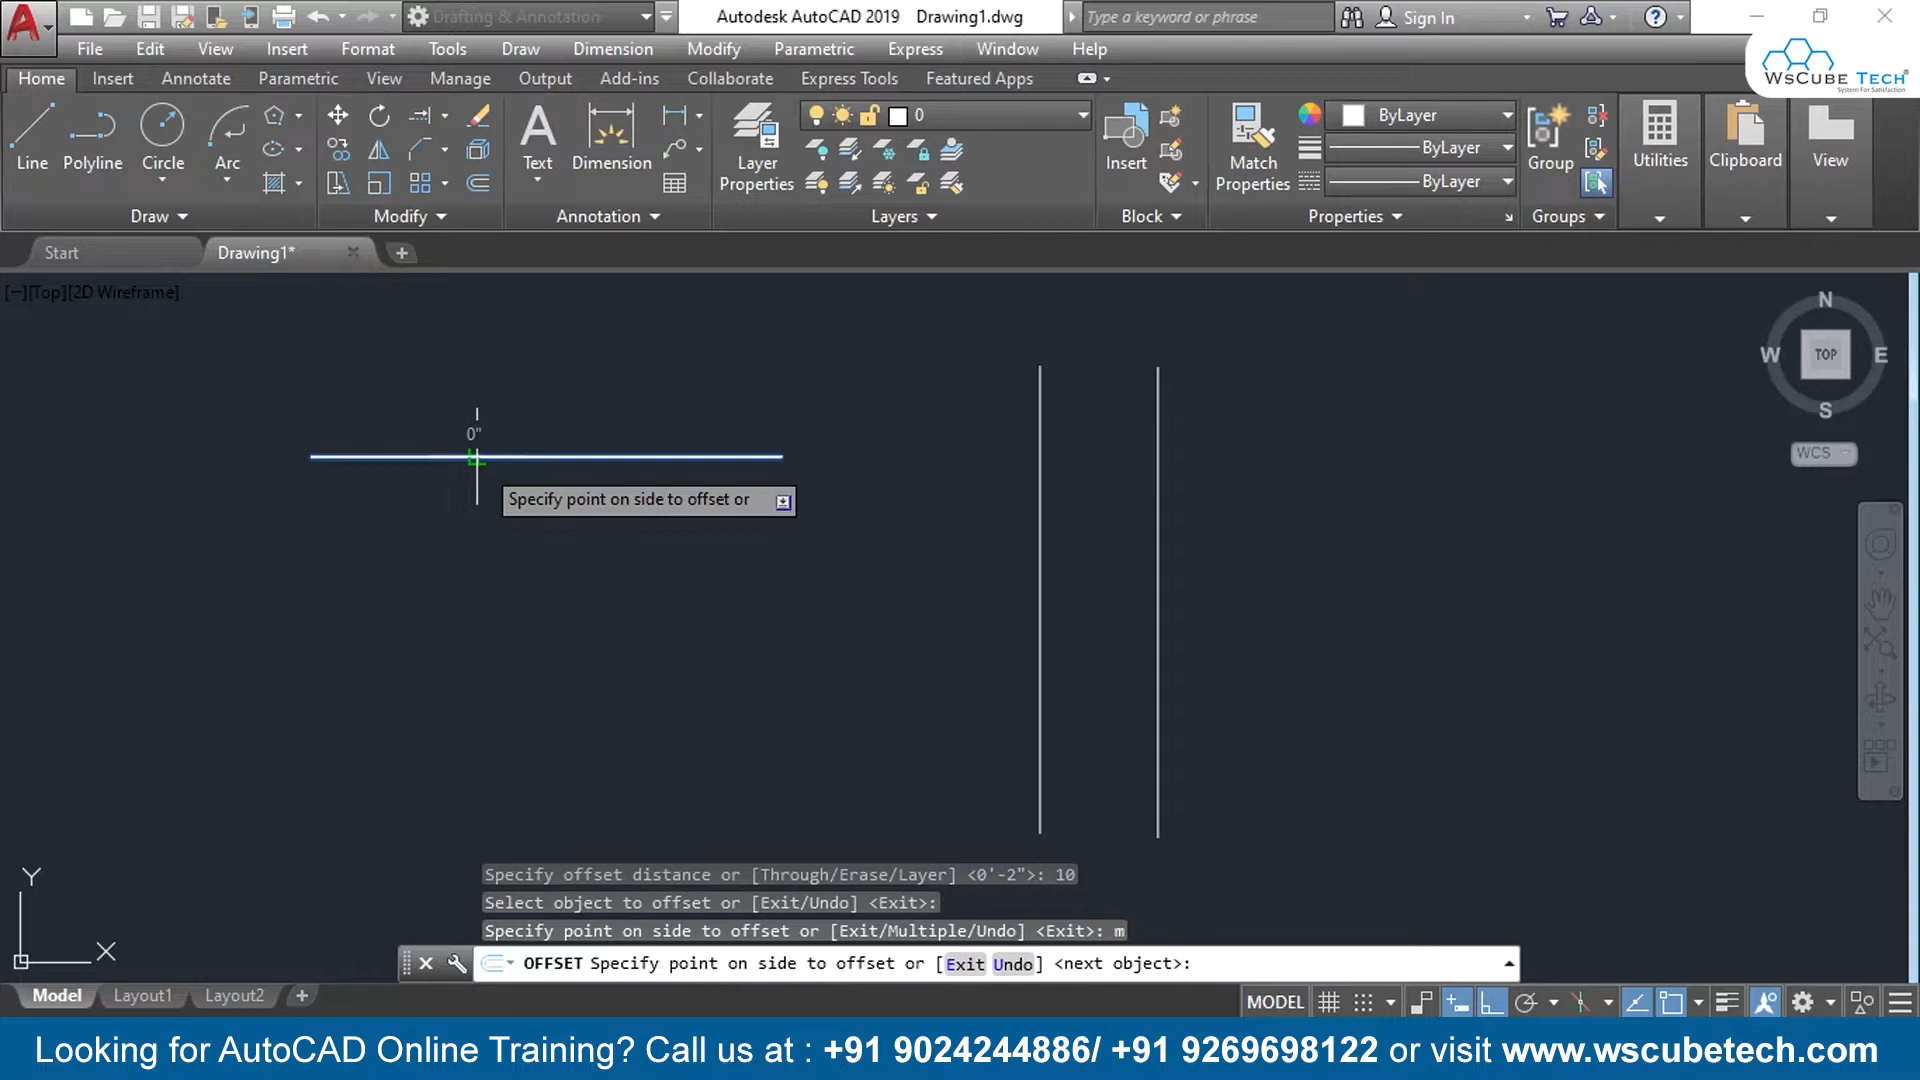 Drafting & Annotation
Autodesk AutoCAD 2019 Drawing1.dwg
Type a keyword or phrase
Sign In
File Edit View Insert Format Tools Draw Dimension Modify Parametric Express Window Help
WsCube Tech®
System For Satisfaction
Home Insert Annotate Parametric View Manage Output Add-ins Collaborate Express Tools Featured Apps
0
ByLayer
ByLayer
ByLayer
Line Polyline Circle Arc
Text Dimension
Layer Properties
Insert
Match Properties
Group
Utilities Clipboard View
Draw Modify Annotation Layers Block Properties Groups
Start Drawing1*
[−][Top][2D Wireframe]
N
W TOP E
S
WCS
0"
Specify point on side to offset or
Specify offset distance or [Through/Erase/Layer] <0'-2">: 10
Select object to offset or [Exit/Undo] <Exit>:
Specify point on side to offset or [Exit/Multiple/Undo] <Exit>: m
OFFSET Specify point on side to offset or [Exit Undo] <next object>:
Y
X
Model Layout1 Layout2
MODEL
Looking for AutoCAD Online Training? Call us at : +91 9024244886/ +91 9269698122 or visit www.wscubetech.com